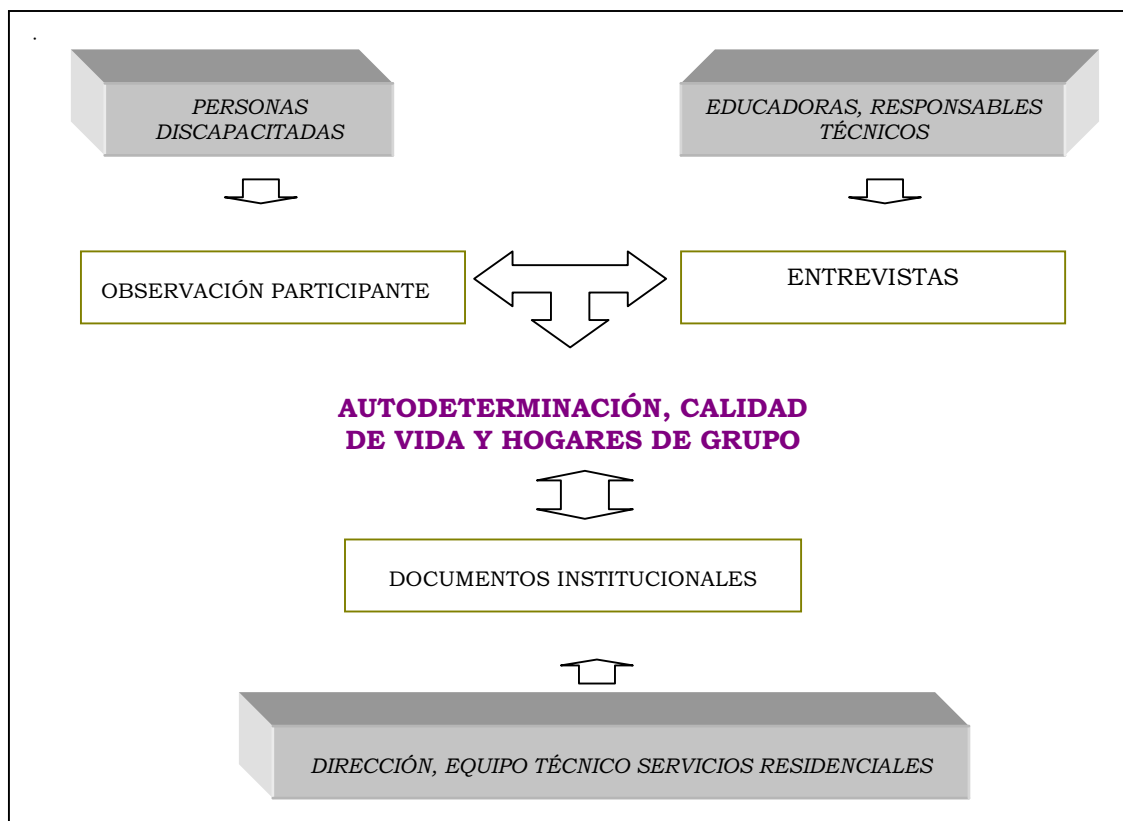 .
PERSONAS
DISCAPACITADAS
EDUCADORAS, RESPONSABLES
TÉCNICOS
OBSERVACIÓN PARTICIPANTE
ENTREVISTAS
AUTODETERMINACIÓN, CALIDAD
DE VIDA Y HOGARES DE GRUPO
DOCUMENTOS INSTITUCIONALES
DIRECCIÓN, EQUIPO TÉCNICO SERVICIOS RESIDENCIALES